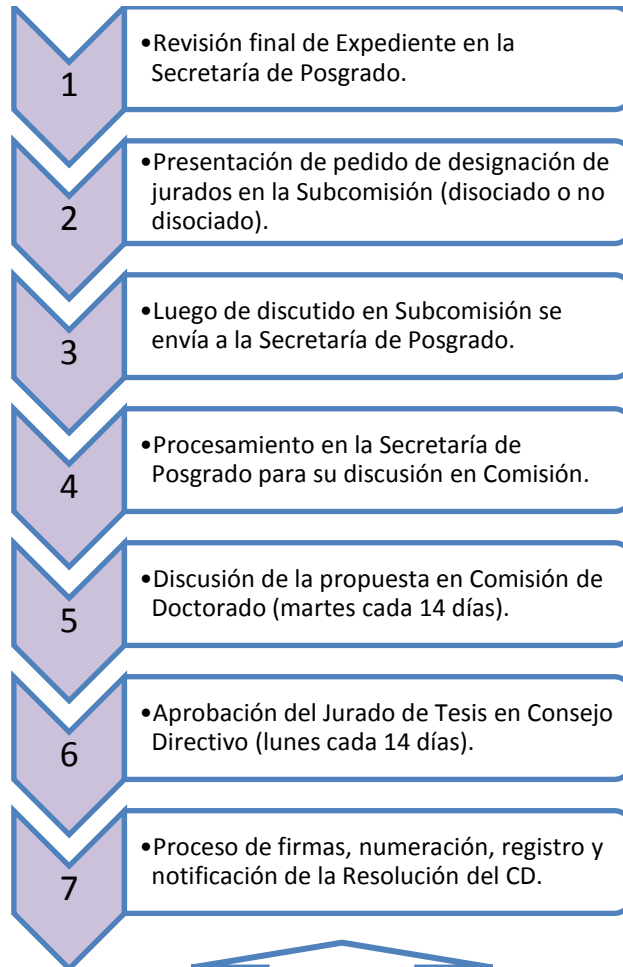 1
•Revisión final de Expediente en la
Secretaría de Posgrado.
2
•Presentación de pedido de designación de
jurados en la Subcomisión (disociado o no
disociado).
3
•Luego de discutido en Subcomisión se
envía a la Secretaría de Posgrado.
4
•Procesamiento en la Secretaría de
Posgrado para su discusión en Comisión.
5
•Discusión de la propuesta en Comisión de
Doctorado (martes cada 14 días).
6
•Aprobación del Jurado de Tesis en Consejo
Directivo (lunes cada 14 días).
7
•Proceso de firmas, numeración, registro y
notificación de la Resolución del CD.